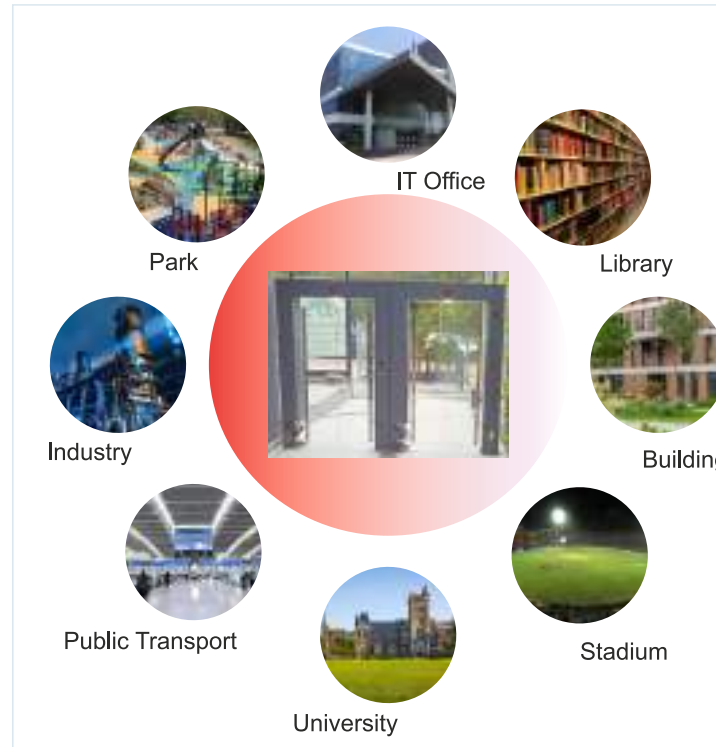 IT Office
Library
Park
Industry
Building
Public Transport
Stadium
University